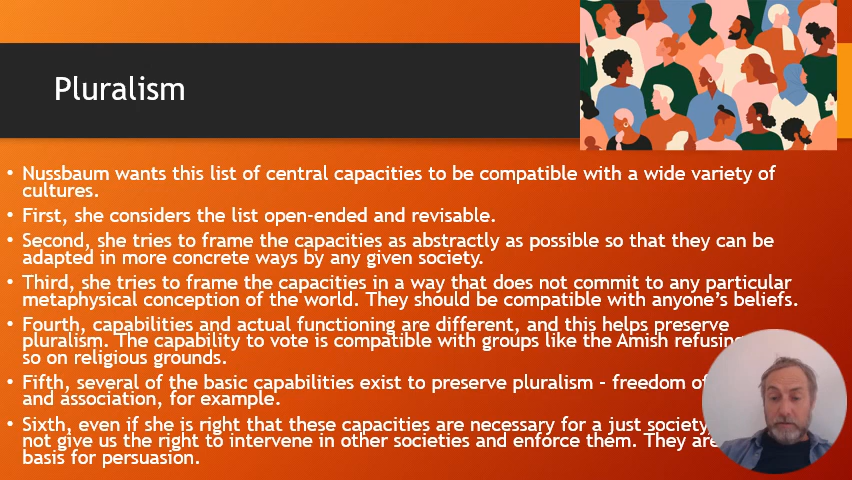 Pluralism
• Nussbaum wants this list of central capacities to be compatible with a wide variety of
cultures.
• First, she considers the list open-ended and revisable.
• Second, she tries to frame the capacities as abstractly as possible so that they can be
adapted in more concrete ways by any given society.
• Third, she tries to frame the capacities in a way that does not commit to any particular
metaphysical conception of the world. They should be compatible with anyone’s beliefs.
• Fourth, capabilities and actual functioning are different, and this helps preserve
pluralism. The capability to vote is compatible with groups like the Amish
so on religious grounds.
• Fifth, several of the basic capabilities exist to preserve pluralism - freedom of
and association, for example.
• Sixth, even if she is right that these capacities are necessary for a just society,
not give us the right to intervene in other societies and enforce them. They are
basis for persuasion.